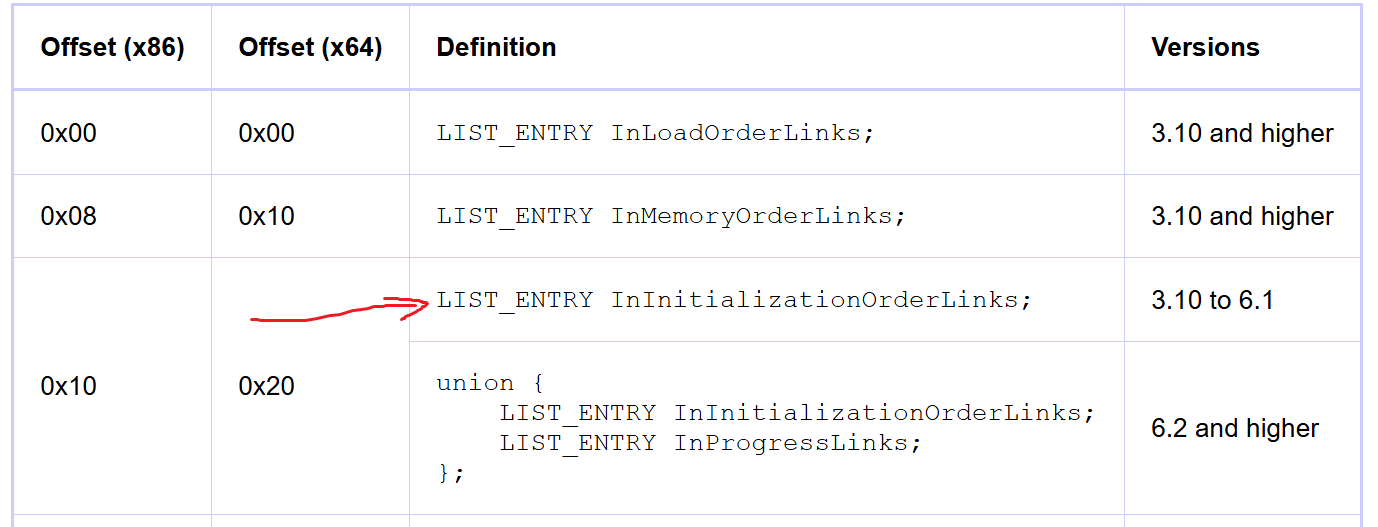 Offset (x86) Offset (x64) Definition Versions
0x00 0x00 LIST_ENTRY InLoadOrderLinks; 3.10 and higher
0x08 0x10 LIST_ENTRY InMemoryOrderLinks; 3.10 and higher
LIST_ENTRY InInitializationOrderLinks; 3.10 to 6.1
0x10 0x20
union {
    LIST_ENTRY InInitializationOrderLinks;
    LIST_ENTRY InProgressLinks;
};
6.2 and higher